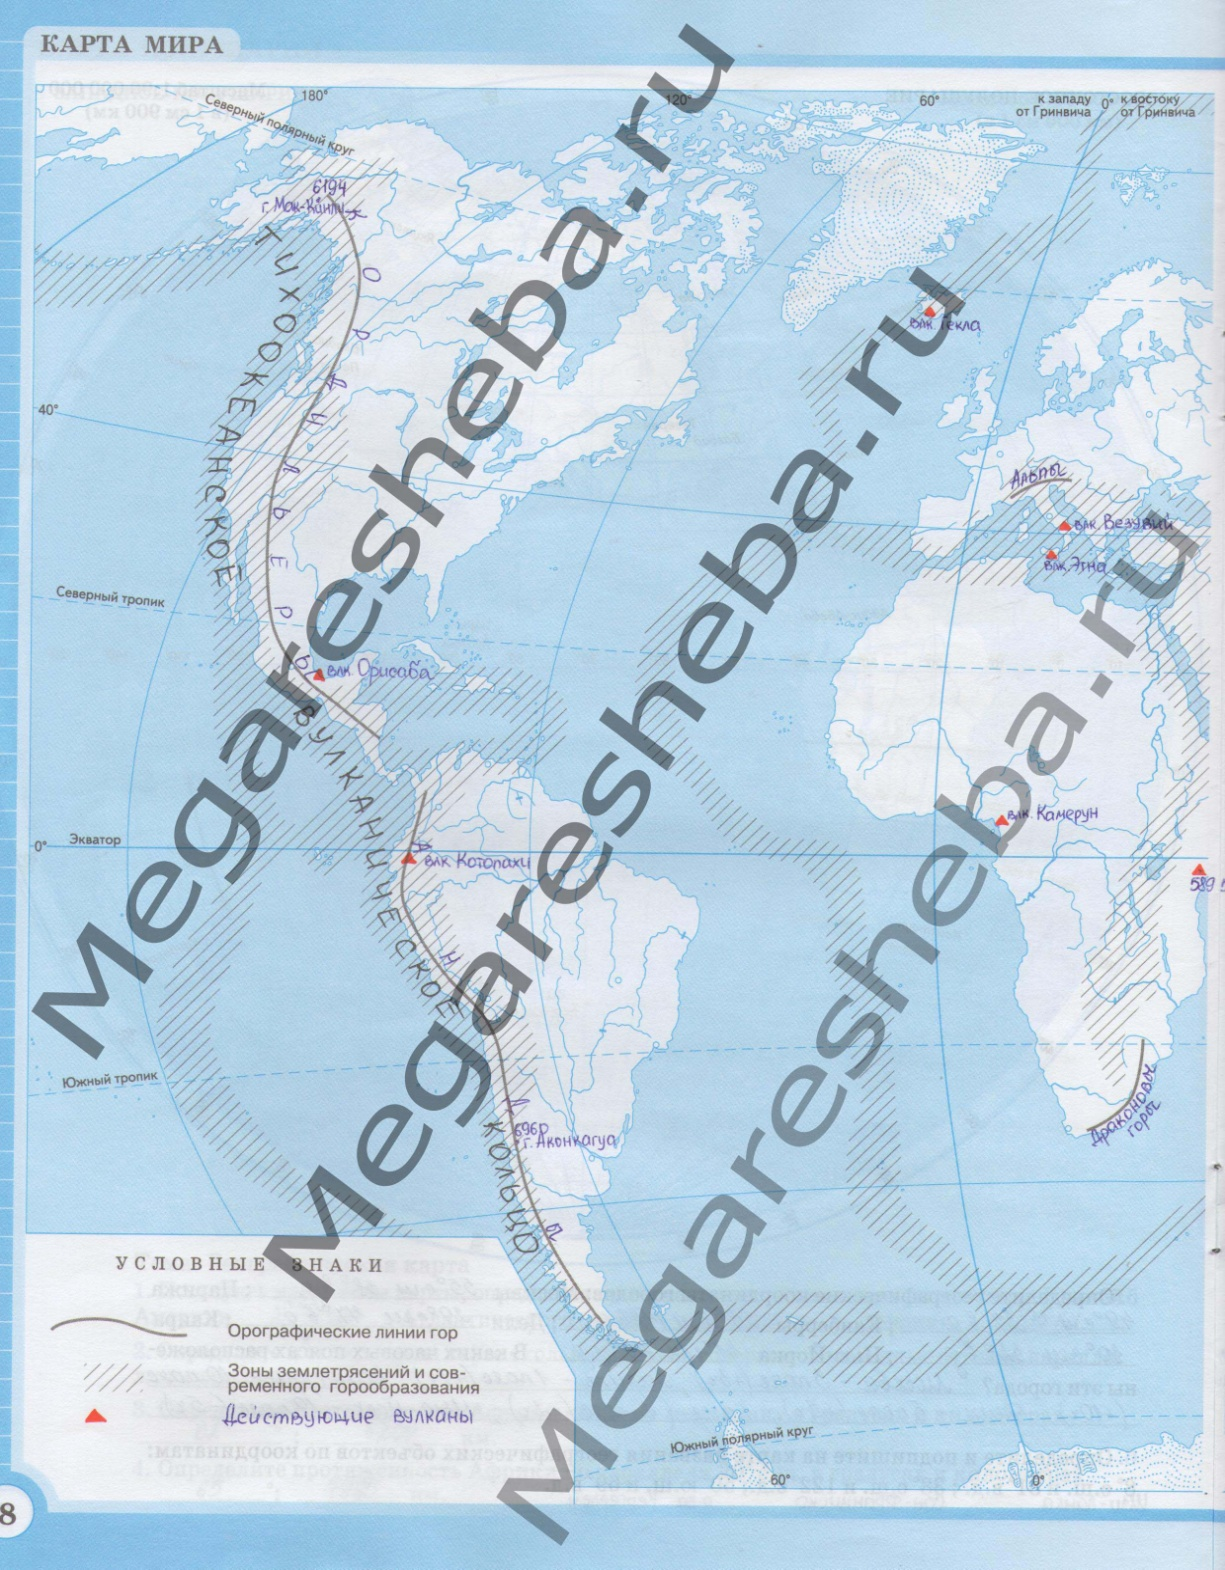 КАРТА МИРА
180°
120°
60°
к западу
от Гринвича
0°
к востоку
от Гринвича
Северный полярный круг
6194
г. Мак-Кинли
ТИХООКЕАНСКОЕ
КОРДИЛЬЕРЫ
влк. Гекла
40°
Альпы
влк. Везувий
влк. Этна
Северный тропик
влк. Орисаба
ВУЛКАНИЧЕСКОЕ
влк. Камерун
0°
Экватор
влк. Котопахи
АНДЫ
Южный тропик
6960
г. Аконкагуа
КОЛЬЦО
Драконовы
горы
УСЛОВНЫЕ ЗНАКИ
Орографические линии гор
Зоны землетрясений и сов-
ременного горообразования
Действующие вулканы
Южный полярный круг
60°
0°
8
Megaresheba.ru
Megaresheba.ru
Megaresheba.ru